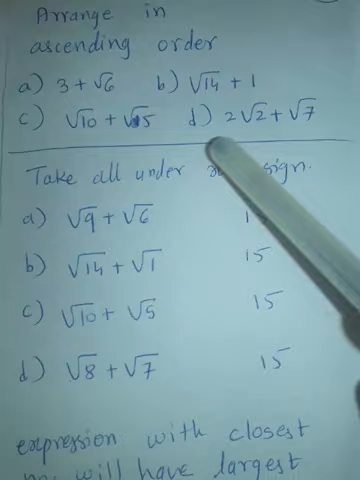 Arrange in
ascending order
a) 3 + √6 b) √14 + 1
c) √10 + √5 d) 2√2 + √7
Take all under sign.
a) √9 + √6
b) √14 + √1 15
c) √10 + √5 15
d) √8 + √7 15
expression with closest
will have largest